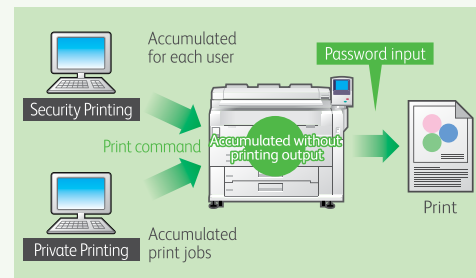 Accumulated
for each user
Password input
Security Printing
Print command
Accumulated without
printing output
Print
Private Printing
Accumulated
print jobs